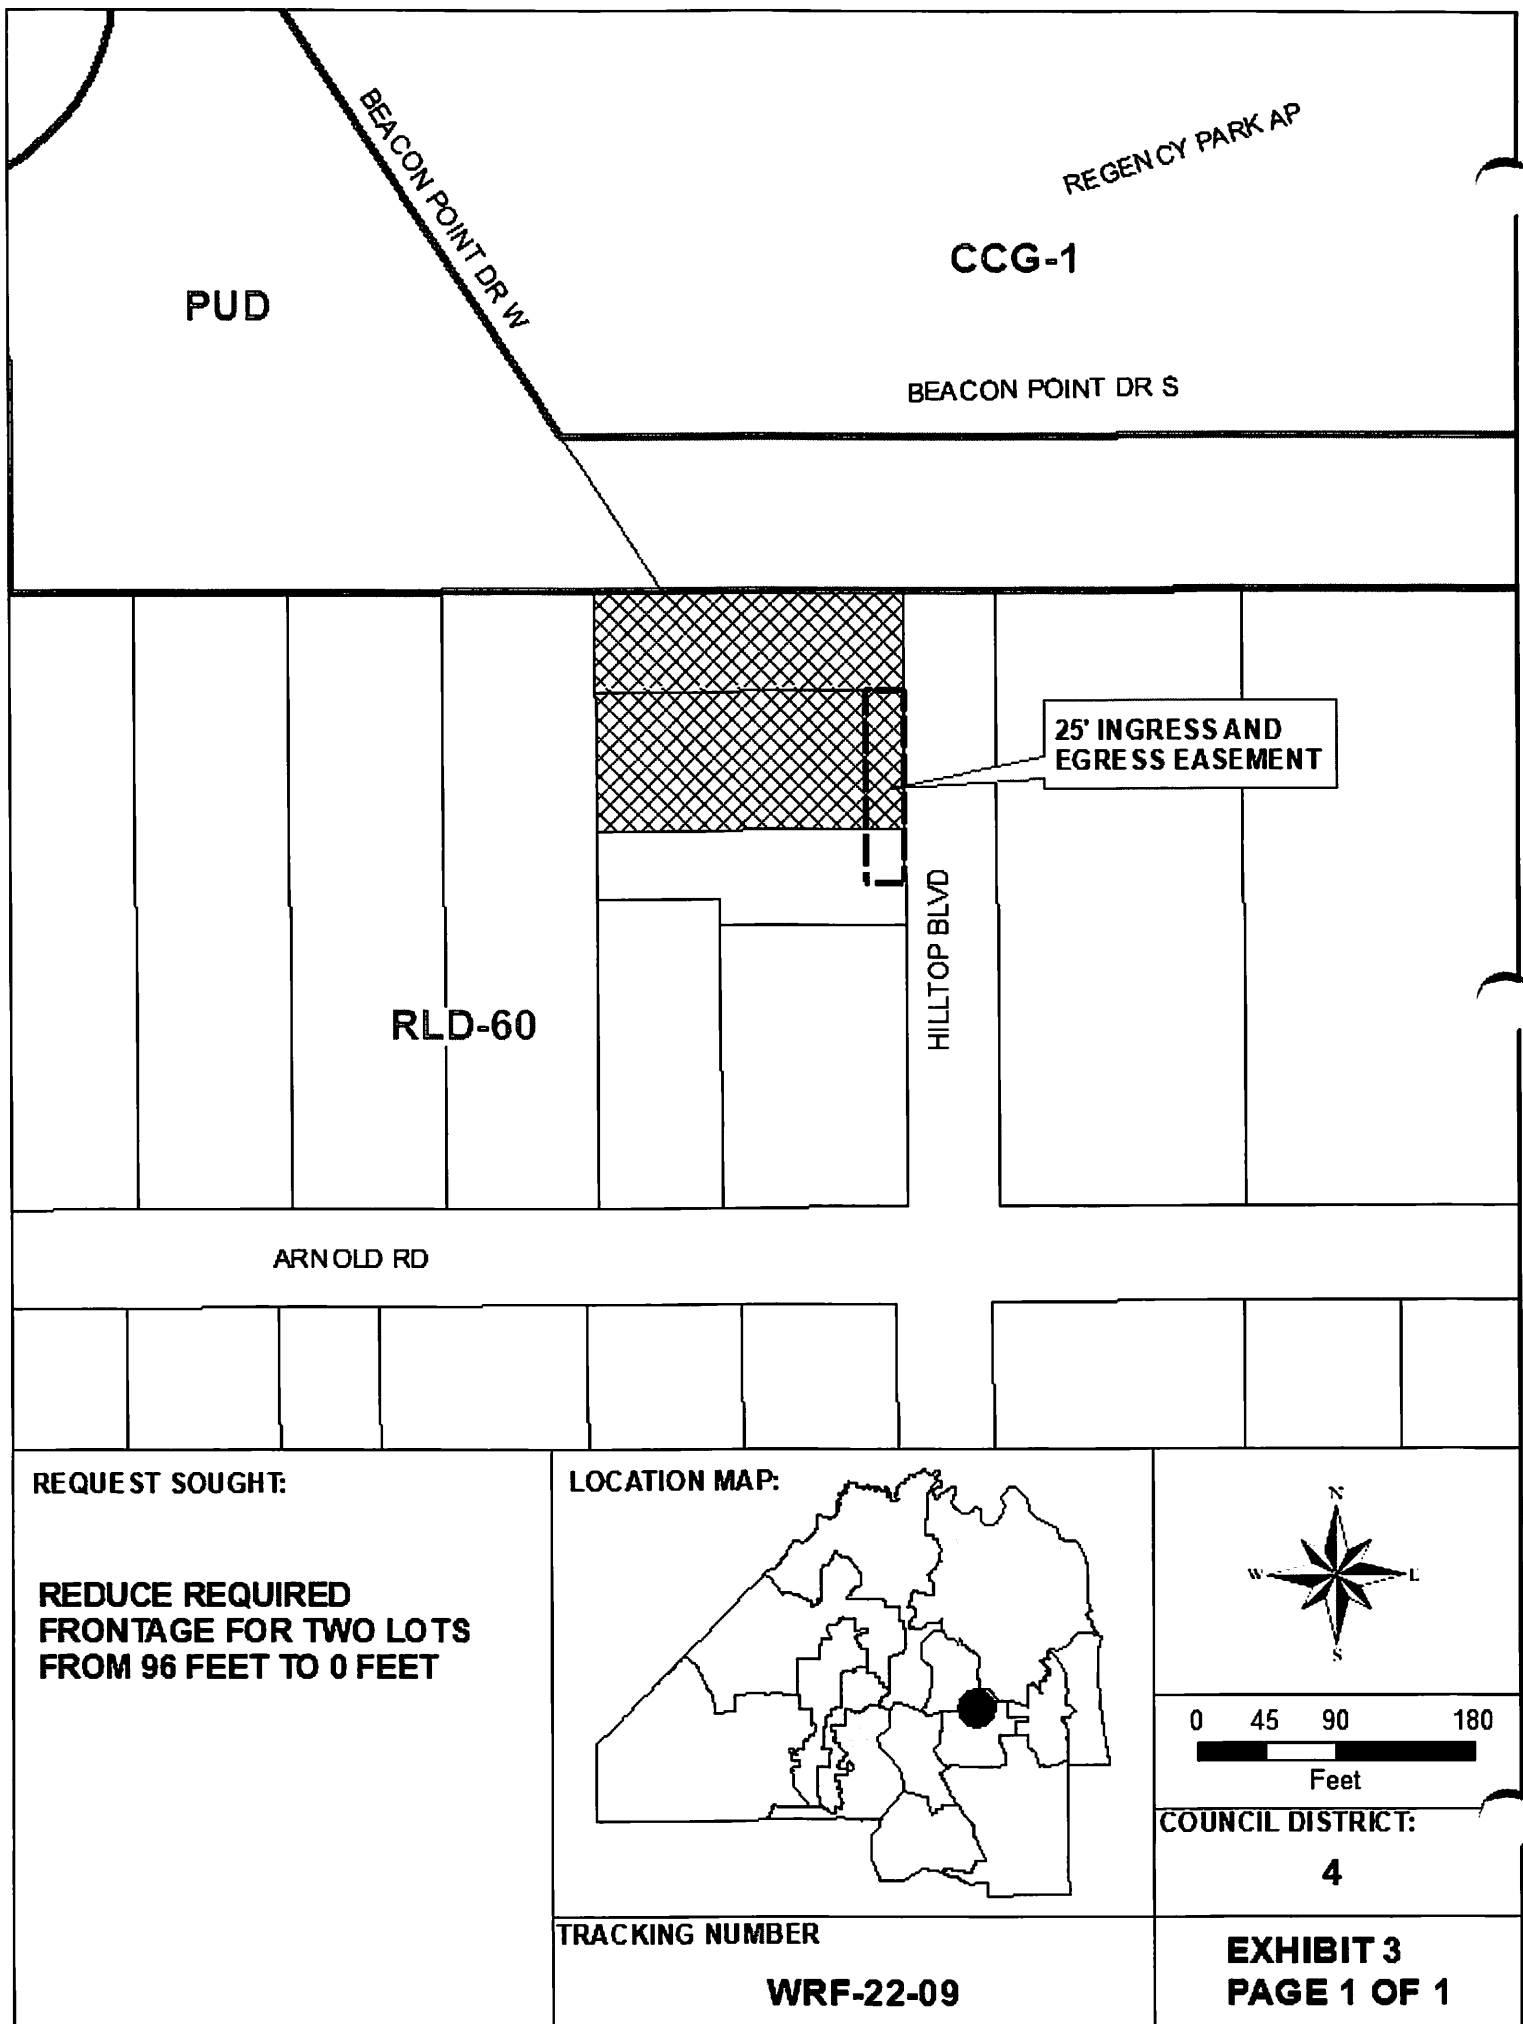 BEACON POINT DR W
REGENCY PARK AP
CCG-1
PUD
BEACON POINT DR S
25' INGRESS AND
EGRESS EASEMENT
HILLTOP BLVD
RLD-60
ARNOLD RD
REQUEST SOUGHT:
REDUCE REQUIRED
FRONTAGE FOR TWO LOTS
FROM 96 FEET TO 0 FEET
LOCATION MAP:
N
W
E
S
0 45 90 180
Feet
COUNCIL DISTRICT:
4
TRACKING NUMBER
WRF-22-09
EXHIBIT 3
PAGE 1 OF 1